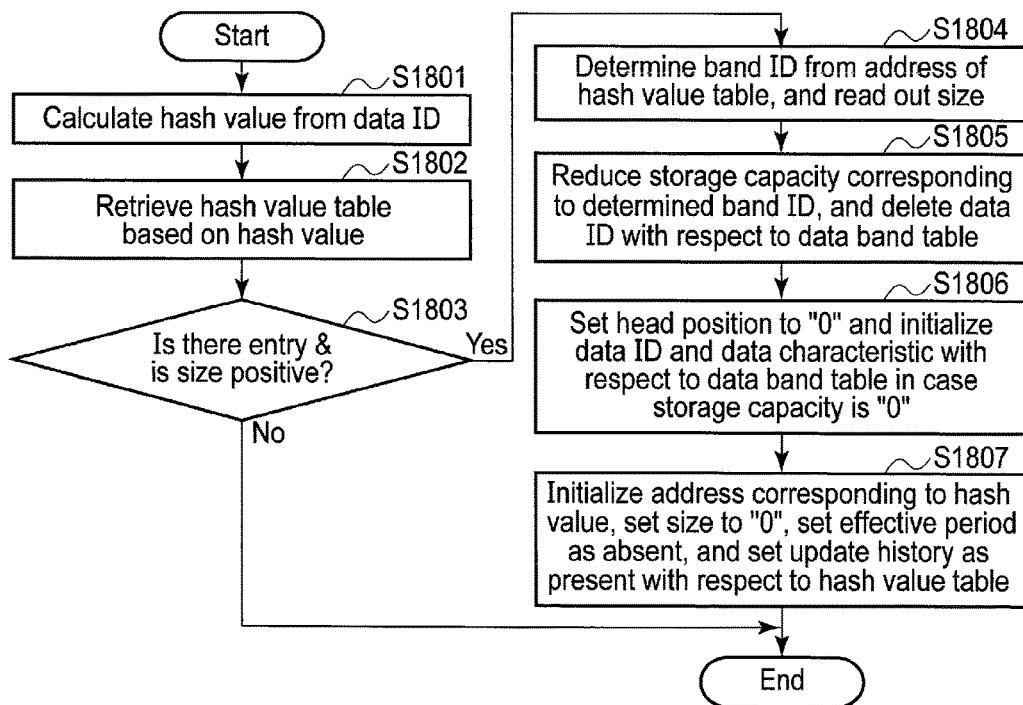 Start
S1801
Calculate hash value from data ID
S1802
Retrieve hash value table
based on hash value
S1803
Is there entry &
is size positive?
Yes
No
S1804
Determine band ID from address of
hash value table, and read out size
S1805
Reduce storage capacity corresponding
to determined band ID, and delete data
ID with respect to data band table
S1806
Set head position to "0" and initialize
data ID and data characteristic with
respect to data band table in case
storage capacity is "0"
S1807
Initialize address corresponding to hash
value, set size to "0", set effective period
as absent, and set update history as
present with respect to hash value table
End